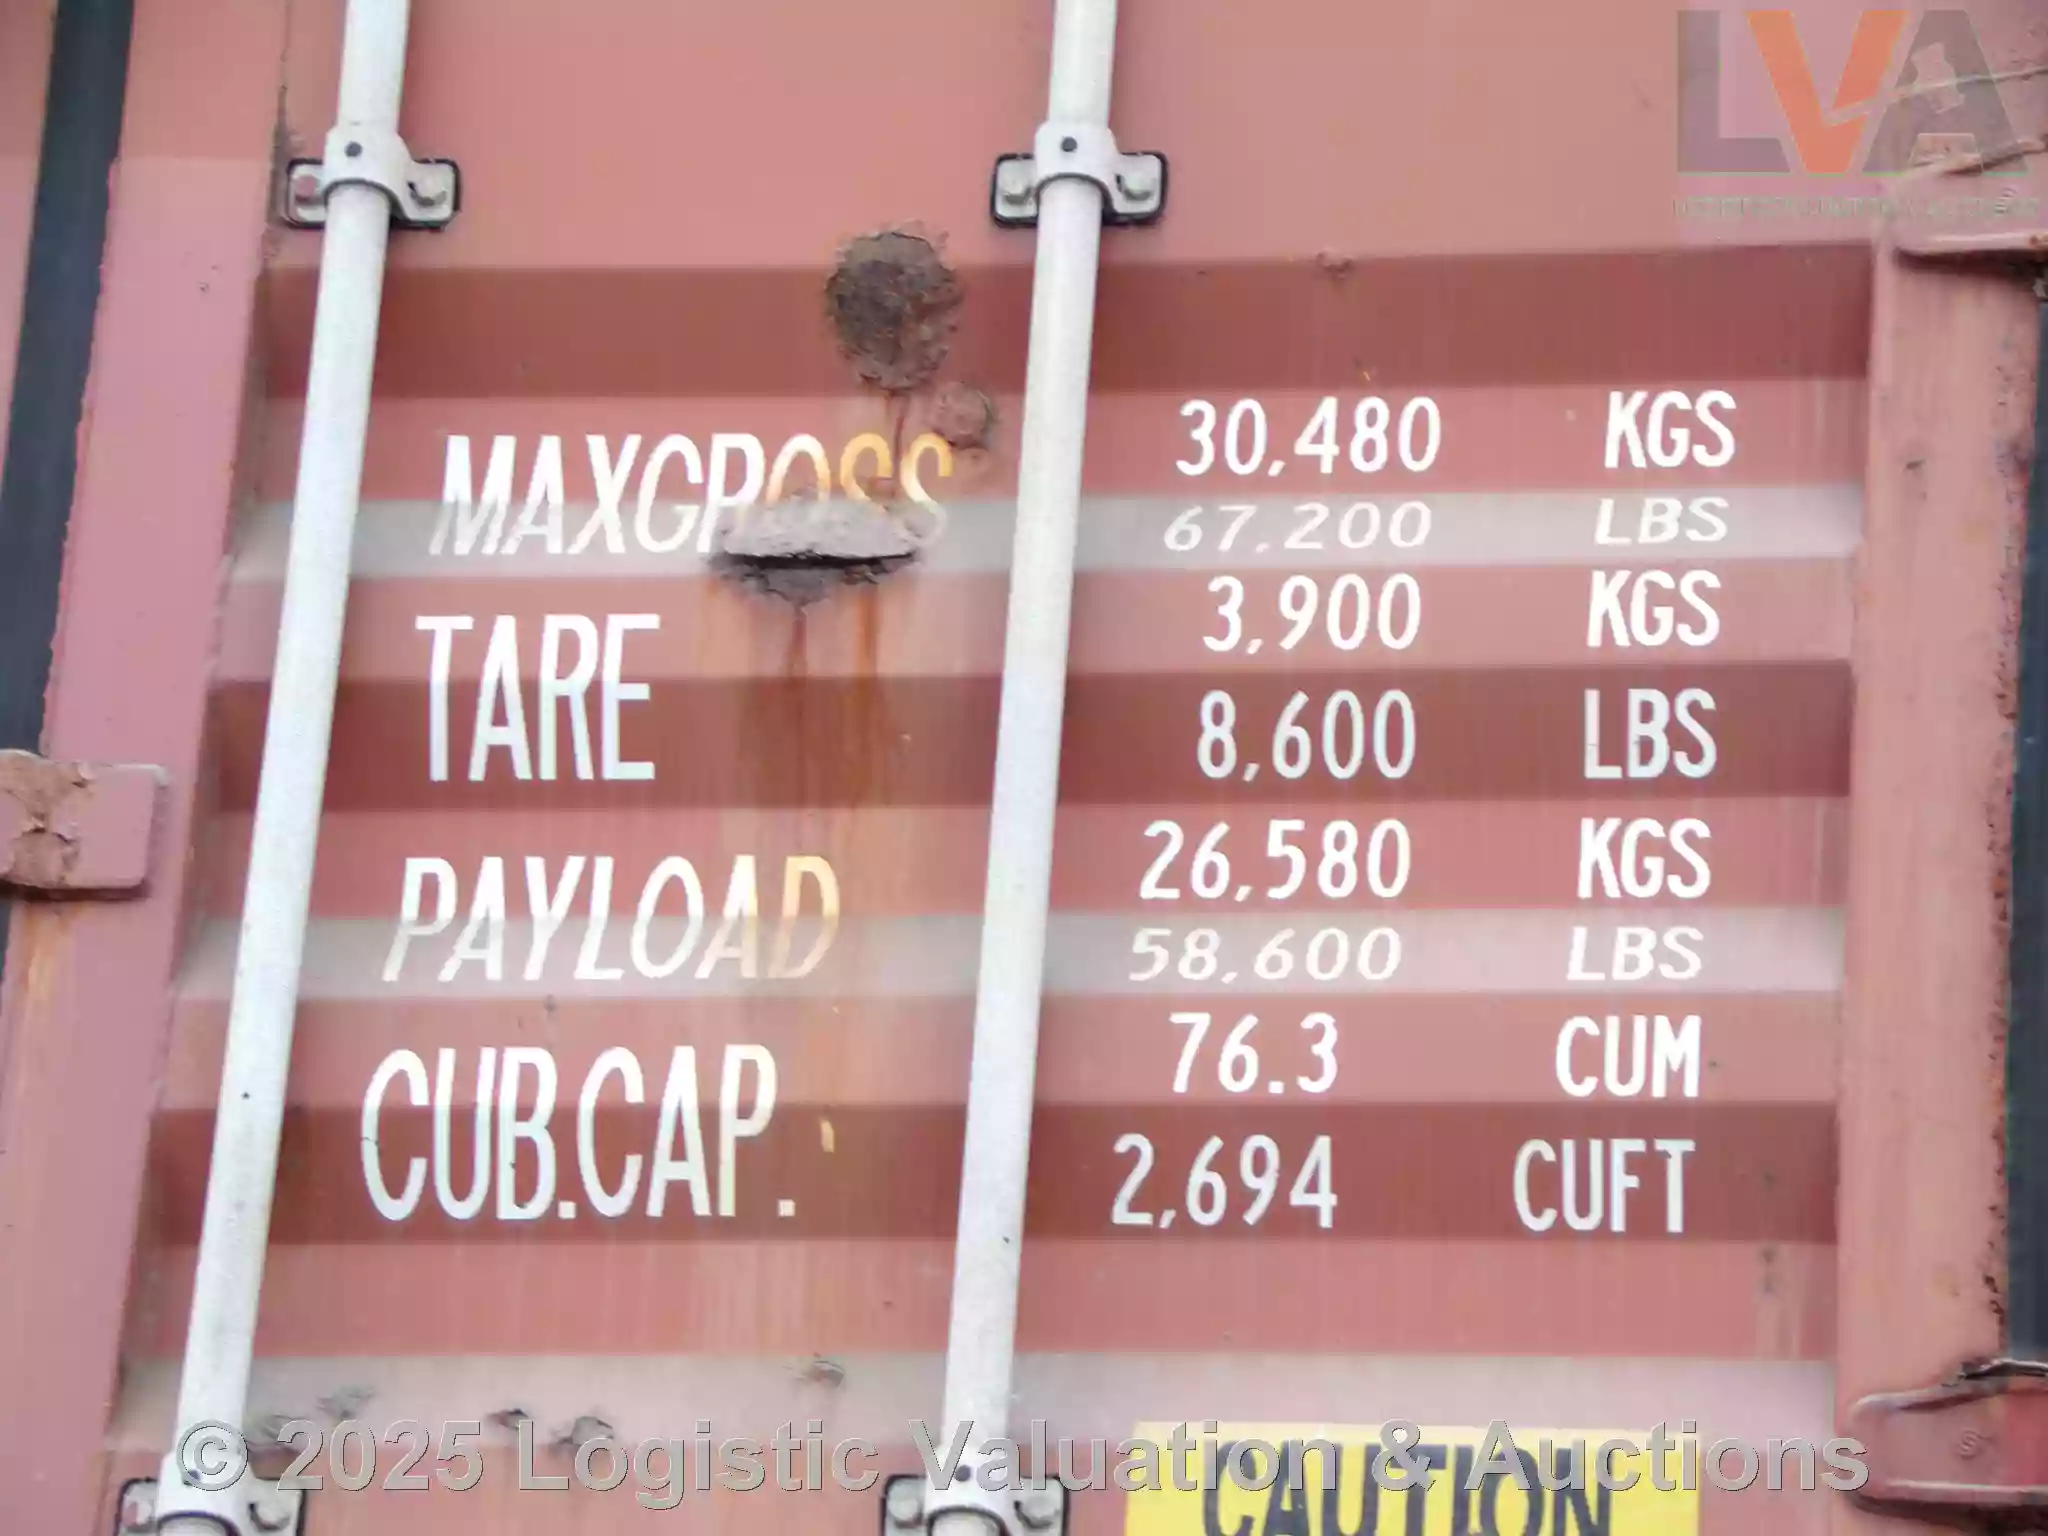 LVA
30,480 KGS
MAXGROSS
67,200 LBS
3,900 KGS
TARE
8,600 LBS
26,580 KGS
PAYLOAD
58,600 LBS
76.3 CUM
CUB.CAP.
2,694 CUFT
© 2025 Logistic Valuation & Auctions
CAUTION